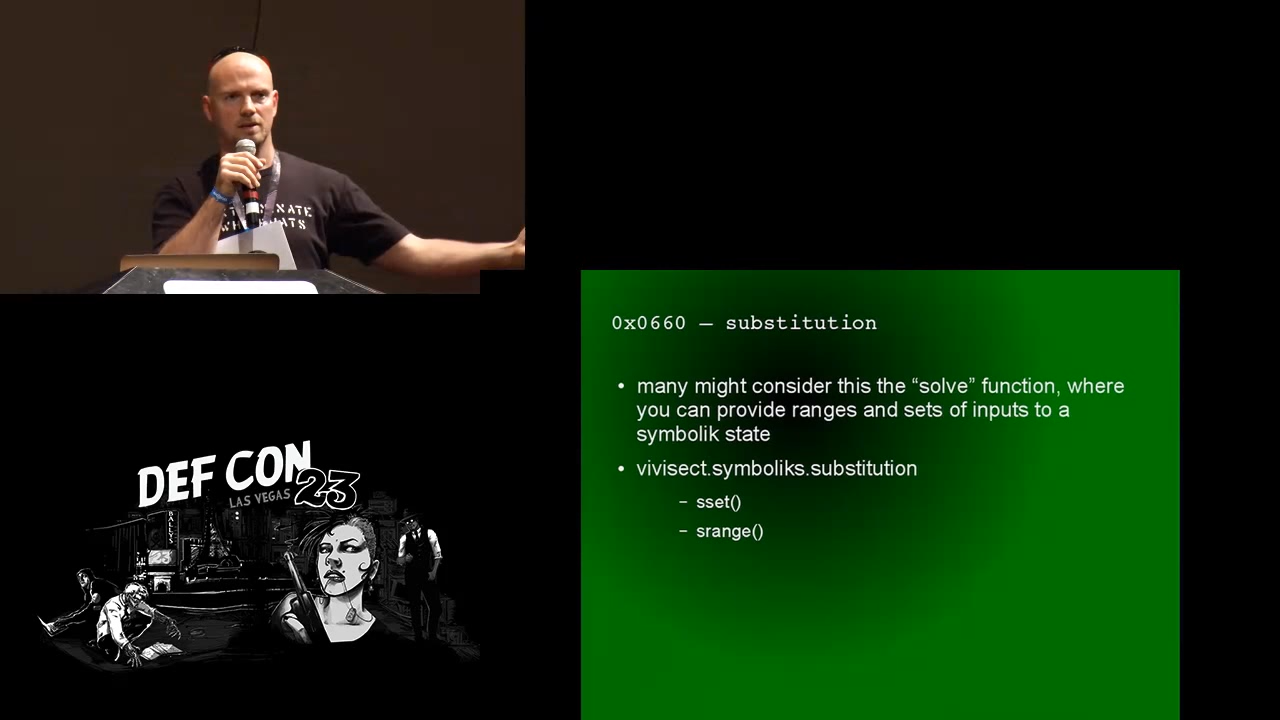 0x0660 – substitution
• many might consider this the “solve” function, where
you can provide ranges and sets of inputs to a
symbolik state
• vivisect.symboliks.substitution
– sset()
– srange()
DEF CON
LAS VEGAS 23
BALLYS